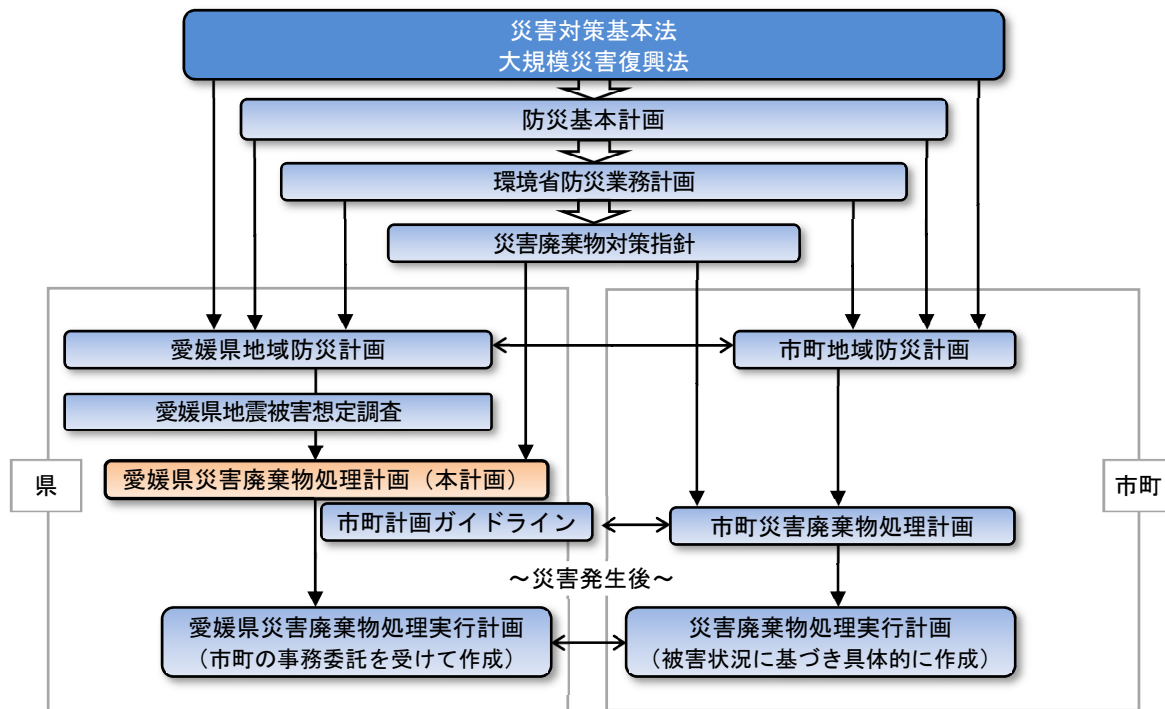 災害対策基本法
大規模災害復興法
防災基本計画
環境省防災業務計画
災害廃棄物対策指針
愛媛県地域防災計画
市町地域防災計画
愛媛県地震被害想定調査
県
愛媛県災害廃棄物処理計画（本計画）
市町
市町計画ガイドライン
市町災害廃棄物処理計画
～災害発生後～
愛媛県災害廃棄物処理実行計画
（市町の事務委託を受けて作成）
災害廃棄物処理実行計画
（被害状況に基づき具体的に作成）